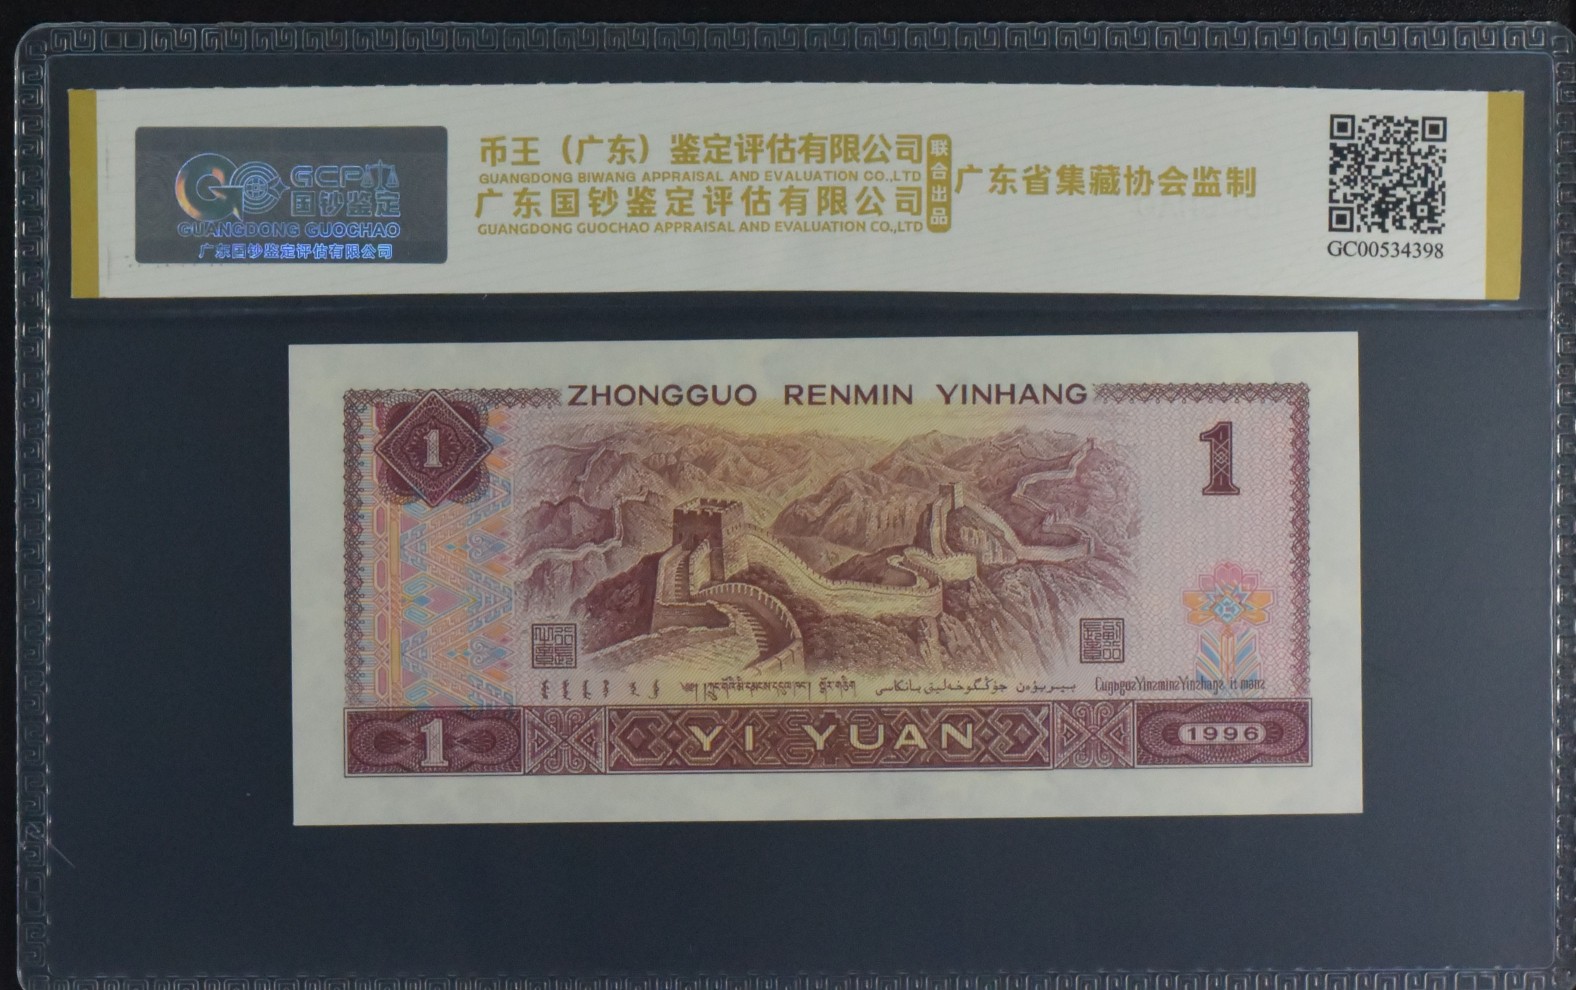 GCP
国钞鉴定
GUANGDONG GUOCHAO
广东国钞鉴定评估有限公司
币王（广东）鉴定评估有限公司
GUANGDONG BIWANG APPRAISAL AND EVALUATION CO.,LTD
广东国钞鉴定评估有限公司
GUANGDONG GUOCHAO APPRAISAL AND EVALUATION CO.,LTD
联合出品
广东省集藏协会监制
GC00534398
ZHONGGUO RENMIN YINHANG
1
1
1 YI YUAN 1996